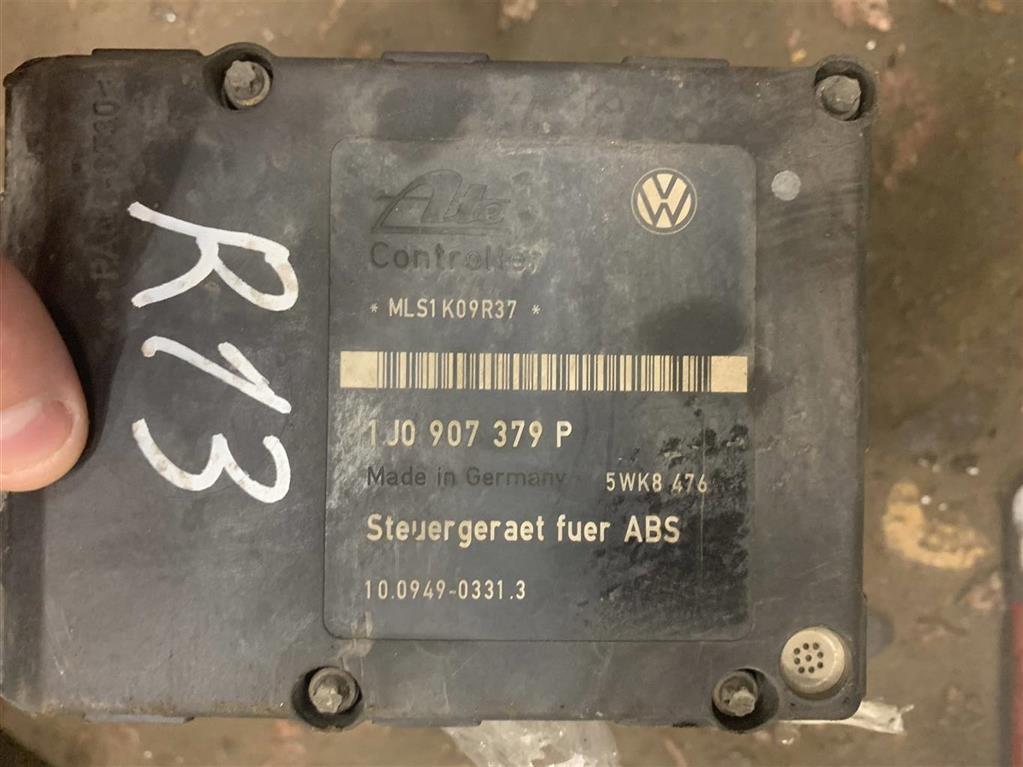 R13
Ate
Controller
* MLS1K09R37 *
1J0 907 379 P
Made in Germany
5WK8 476
Steuergeraet fuer ABS
10.0949-0331.3